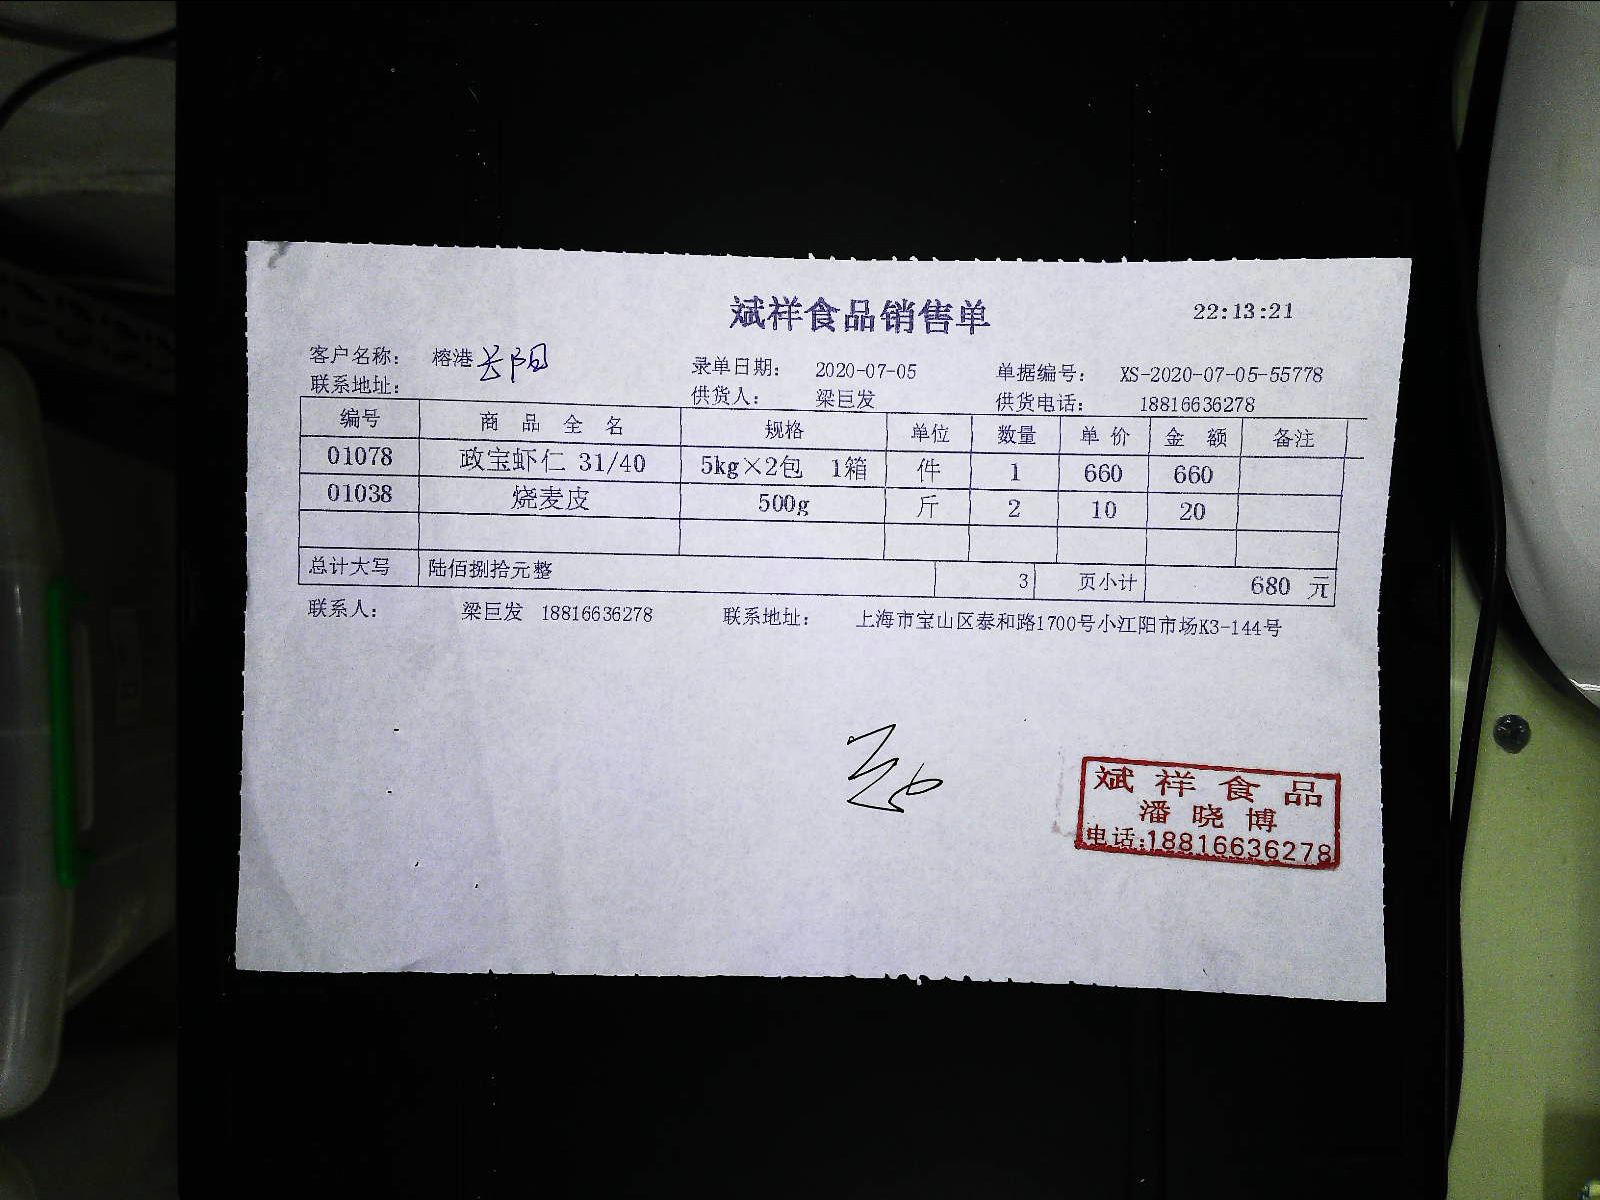 斌祥食品销售单 22:13:21
客户名称： 榕港 长阳 录单日期： 2020-07-05 单据编号： XS-2020-07-05-55778
联系地址： 供货人： 梁巨发 供货电话： 18816636278
编号 商品全名 规格 单位 数量 单价 金额 备注
01078 政宝虾仁 31/40 5kg×2包 1箱 件 1 660 660
01038 烧麦皮 500g 斤 2 10 20
总计大写 陆佰捌拾元整 3 页小计 680 元
联系人： 梁巨发 18816636278 联系地址： 上海市宝山区泰和路1700号小江阳市场K3-144号
斌祥食品
潘晓博
电话:18816636278